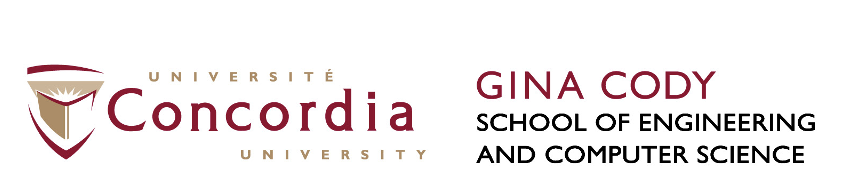 UNIVERSITÉ
Concordia
UNIVERSITY
GINA CODY
SCHOOL OF ENGINEERING
AND COMPUTER SCIENCE